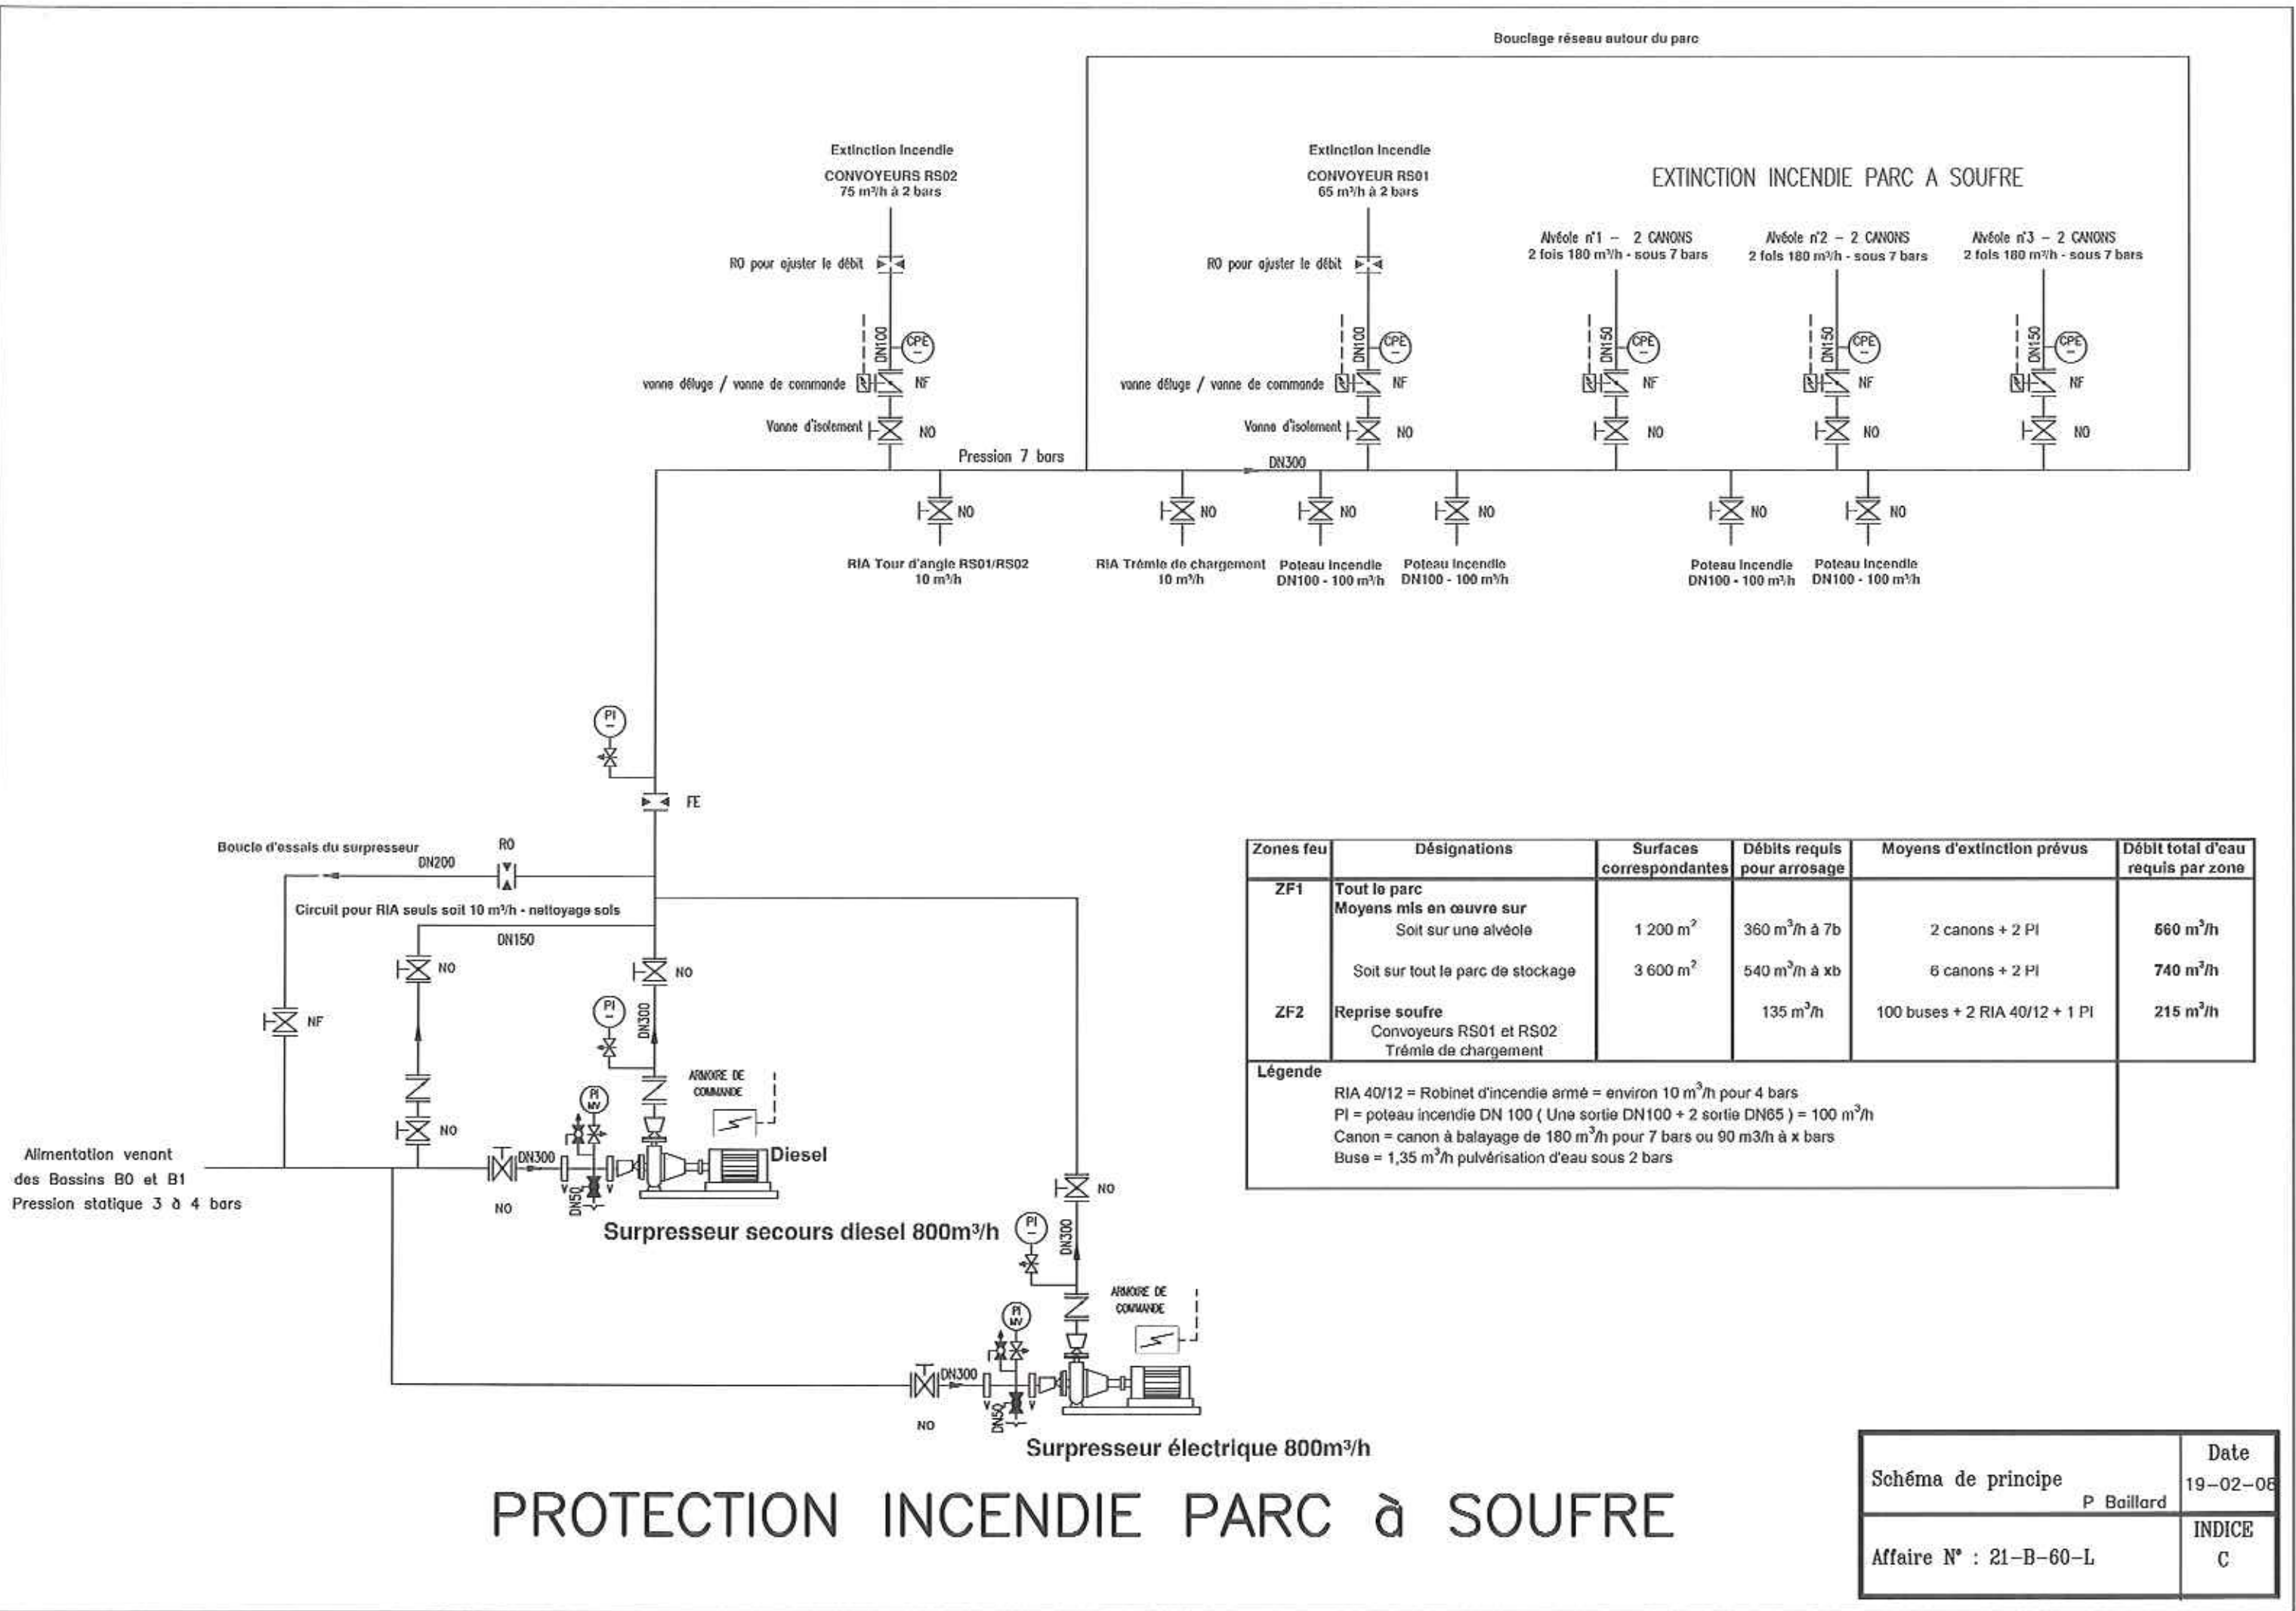 Bouclage réseau autour du parc
Extinction Incendie
CONVOYEURS RS02
75 m³/h à 2 bars
Extinction Incendie
CONVOYEUR RS01
65 m³/h à 2 bars
EXTINCTION INCENDIE PARC A SOUFRE
Alvéole n°1 - 2 CANONS
2 fois 180 m³/h - sous 7 bars
Alvéole n°2 - 2 CANONS
2 fois 180 m³/h - sous 7 bars
Alvéole n°3 - 2 CANONS
2 fois 180 m³/h - sous 7 bars
RO pour ajuster le débit
RO pour ajuster le débit
DN100
CPE
DN100
CPE
DN150
CPE
DN150
CPE
DN150
CPE
vanne déluge / vanne de commande
NF
vanne déluge / vanne de commande
NF
NF
NF
NF
Vanne d'isolement
NO
Vanne d'isolement
NO
NO
NO
NO
Pression 7 bars
DN300
NO
NO
NO
NO
NO
NO
RIA Tour d'angle RS01/RS02
10 m³/h
RIA Trémie de chargement
10 m³/h
Poteau Incendie
DN100 - 100 m³/h
Poteau Incendie
DN100 - 100 m³/h
Poteau Incendie
DN100 - 100 m³/h
Poteau Incendie
DN100 - 100 m³/h
PI
FE
Boucle d'essais du surpresseur
DN200
RO
Circuit pour RIA seuls soit 10 m³/h - nettoyage sols
DN150
NO
NO
NF
PI
DN300
ARMOIRE DE
COMMANDE
PI
MV
NO
DN300
V
DN50
V
Diesel
NO
Alimentation venant
des Bassins B0 et B1
Pression statique 3 à 4 bars
Surpresseur secours diesel 800m³/h
NO
PI
DN300
ARMOIRE DE
COMMANDE
PI
MV
DN300
V
DN50
V
NO
Surpresseur électrique 800m³/h
Zones feu Désignations Surfaces correspondantes Débits requis pour arrosage Moyens d'extinction prévus Débit total d'eau requis par zone
ZF1 Tout le parc
Moyens mis en œuvre sur
Soit sur une alvéole 1 200 m² 360 m³/h à 7b 2 canons + 2 PI 560 m³/h
Soit sur tout le parc de stockage 3 600 m² 540 m³/h à xb 6 canons + 2 PI 740 m³/h
ZF2 Reprise soufre 135 m³/h 100 buses + 2 RIA 40/12 + 1 PI 215 m³/h
Convoyeurs RS01 et RS02
Trémie de chargement
Légende
RIA 40/12 = Robinet d'incendie armé = environ 10 m³/h pour 4 bars
PI = poteau incendie DN 100 ( Une sortie DN100 + 2 sortie DN65 ) = 100 m³/h
Canon = canon à balayage de 180 m³/h pour 7 bars ou 90 m3/h à x bars
Buse = 1,35 m³/h pulvérisation d'eau sous 2 bars
PROTECTION INCENDIE PARC à SOUFRE
Schéma de principe
P Baillard
Date
19-02-08
Affaire N° : 21-B-60-L
INDICE
C